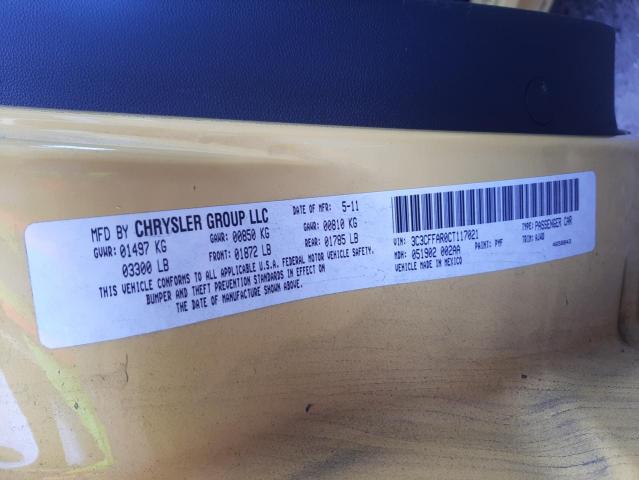 MFD BY CHRYSLER GROUP LLC DATE OF MFR: 5-11
GVWR: 01497 KG GAWR: 00850 KG GAWR: 00810 KG
03300 LB FRONT: 01872 LB REAR: 01785 LB
THIS VEHICLE CONFORMS TO ALL APPLICABLE U.S.A. FEDERAL MOTOR VEHICLE SAFETY,
BUMPER AND THEFT PREVENTION STANDARDS IN EFFECT ON
THE DATE OF MANUFACTURE SHOWN ABOVE.
VIN: 3C3CFFAR0CT117021 TYPE: PASSENGER CAR
MDH: 051902 002AA PAINT: PYF TRIM: AJAD
VEHICLE MADE IN MEXICO